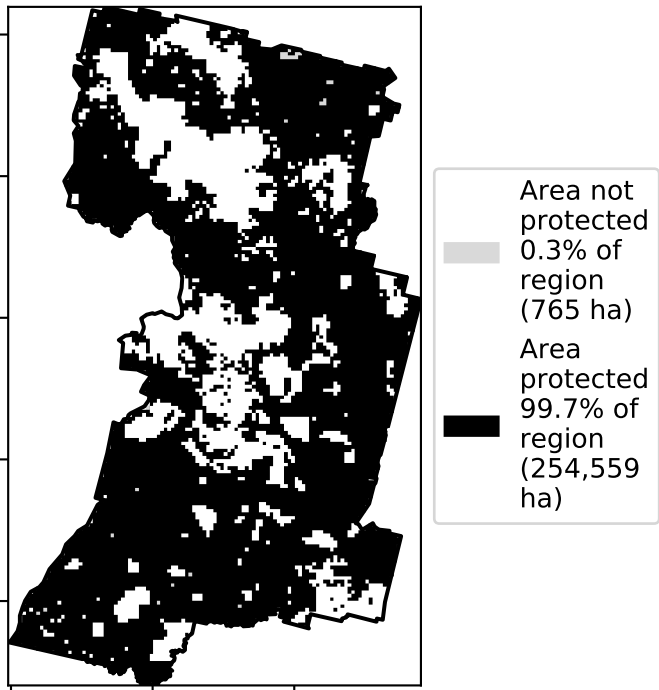 Area not
protected
0.3% of
region
(765 ha)
Area
protected
99.7% of
region
(254,559
ha)